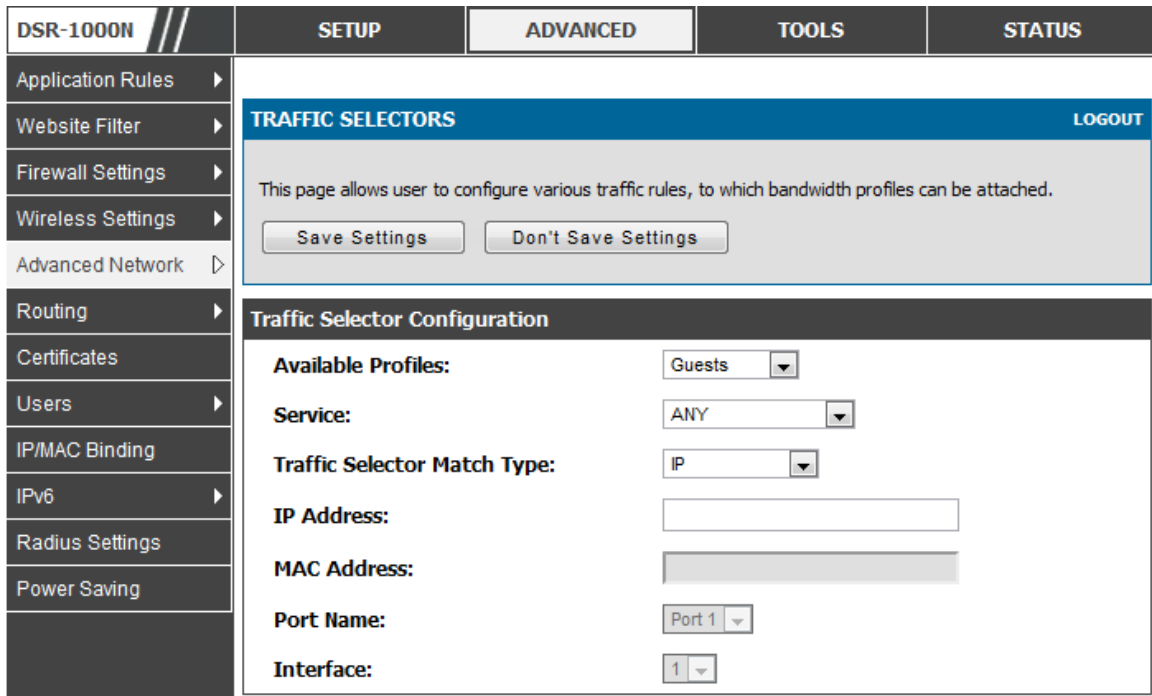 DSR-1000N
SETUP
ADVANCED
TOOLS
STATUS
Application Rules
Website Filter
Firewall Settings
Wireless Settings
Advanced Network
Routing
Certificates
Users
IP/MAC Binding
IPv6
Radius Settings
Power Saving
TRAFFIC SELECTORS
LOGOUT
This page allows user to configure various traffic rules, to which bandwidth profiles can be attached.
Save Settings
Don't Save Settings
Traffic Selector Configuration
Available Profiles: Guests
Service: ANY
Traffic Selector Match Type: IP
IP Address:
MAC Address:
Port Name: Port 1
Interface: 1